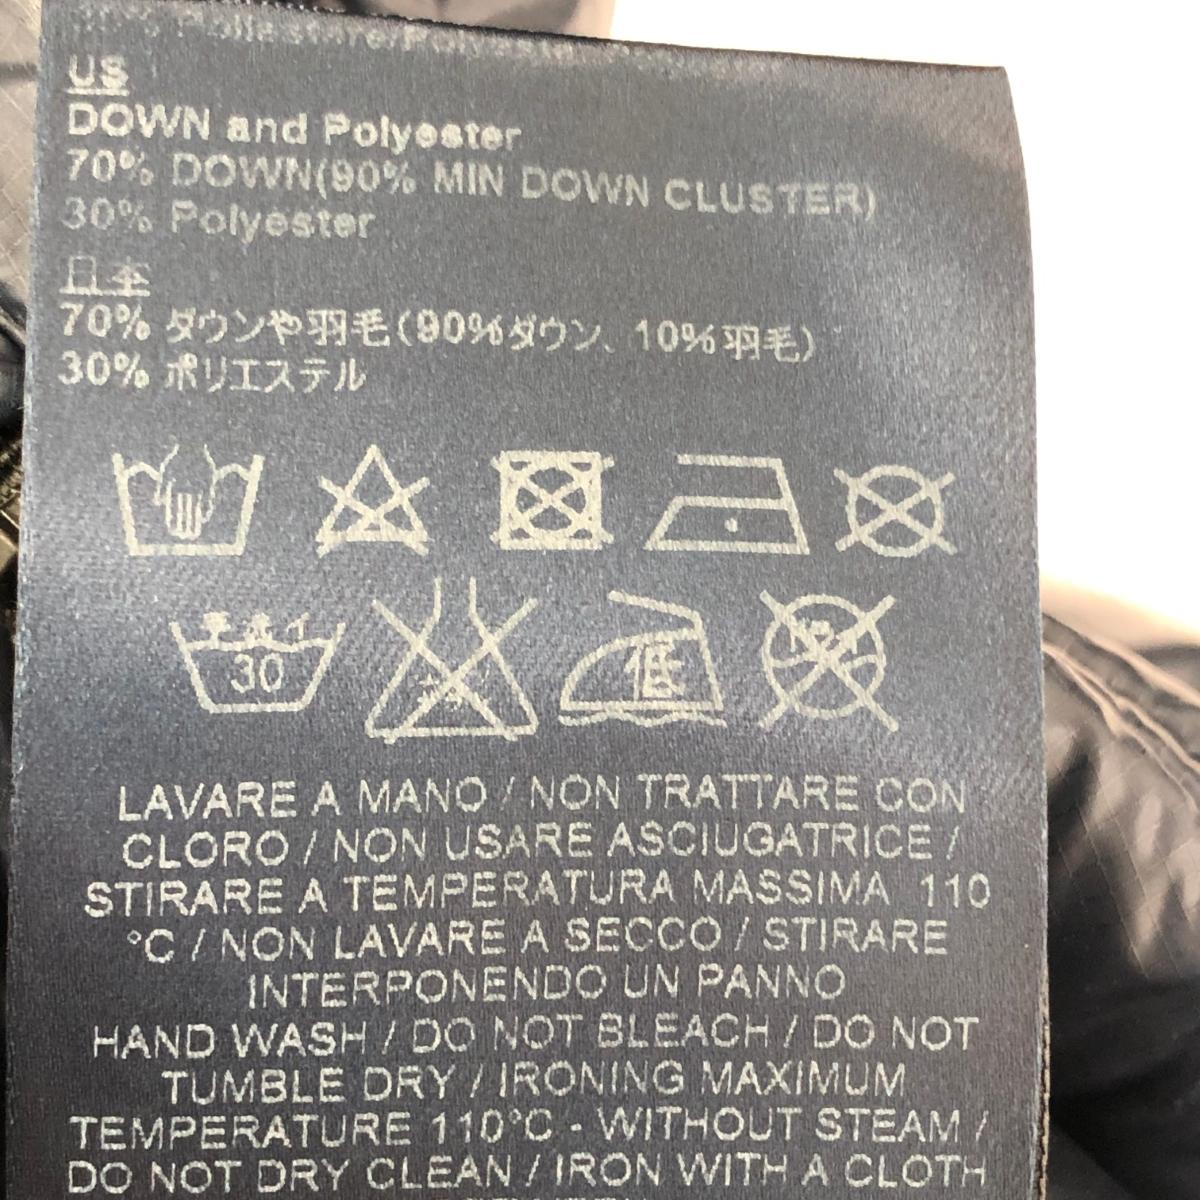 US
DOWN and Polyester
70% DOWN(90% MIN DOWN CLUSTER)
30% Polyester
日本
70% ダウンや羽毛(90%ダウン、10%羽毛)
30% ポリエステル
手洗イ
30
低
LAVARE A MANO / NON TRATTARE CON
CLORO / NON USARE ASCIUGATRICE /
STIRARE A TEMPERATURA MASSIMA 110
°C / NON LAVARE A SECCO / STIRARE
INTERPONENDO UN PANNO
HAND WASH / DO NOT BLEACH / DO NOT
TUMBLE DRY / IRONING MAXIMUM
TEMPERATURE 110°C - WITHOUT STEAM /
DO NOT DRY CLEAN / IRON WITH A CLOTH